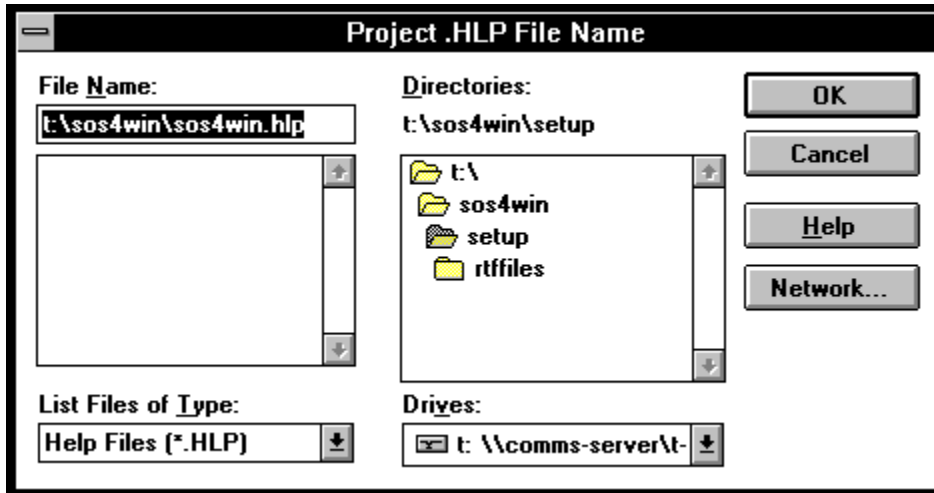 Project .HLP File Name
File Name:
t:\sos4win\sos4win.hlp
Directories:
t:\sos4win\setup
t:\
sos4win
setup
rtffiles
OK
Cancel
Help
Network...
List Files of Type:
Help Files (*.HLP)
Drives:
t: \\comms-server\t-